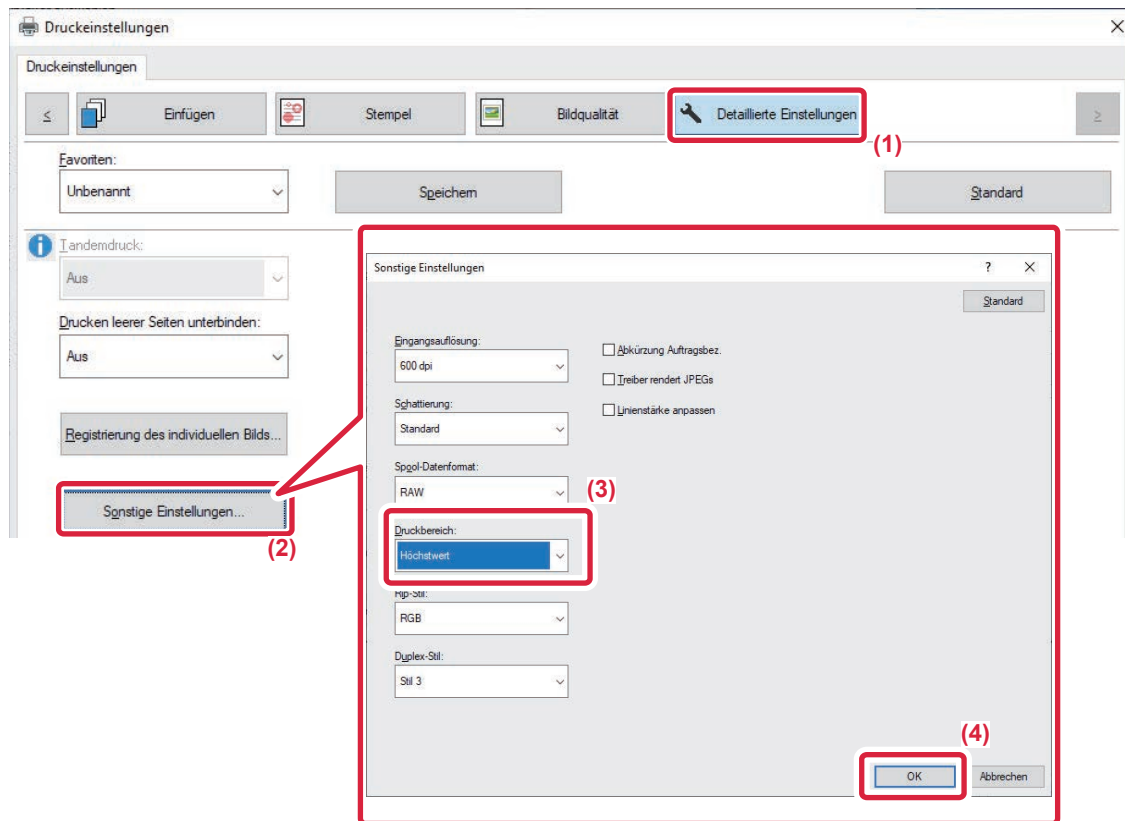 Druckeinstellungen
Druckeinstellungen
≤ Einfügen Stempel Bildqualität Detaillierte Einstellungen ≥
(1)
Favoriten:
Unbenannt Speichern Standard
Tandemdruck:
Aus
Drucken leerer Seiten unterbinden:
Aus
Registrierung des individuellen Bilds...
Sonstige Einstellungen...
(2)
Sonstige Einstellungen ?
Standard
Eingangsauflösung:
600 dpi
Abkürzung Auftragsbez.
Treiber rendert JPEGs
Schattierung:
Standard
Linienstärke anpassen
Spool-Datenformat:
RAW
(3)
Druckbereich:
Höchstwert
Rip-Stil:
RGB
Duplex-Stil:
Stil 3
(4)
OK Abbrechen